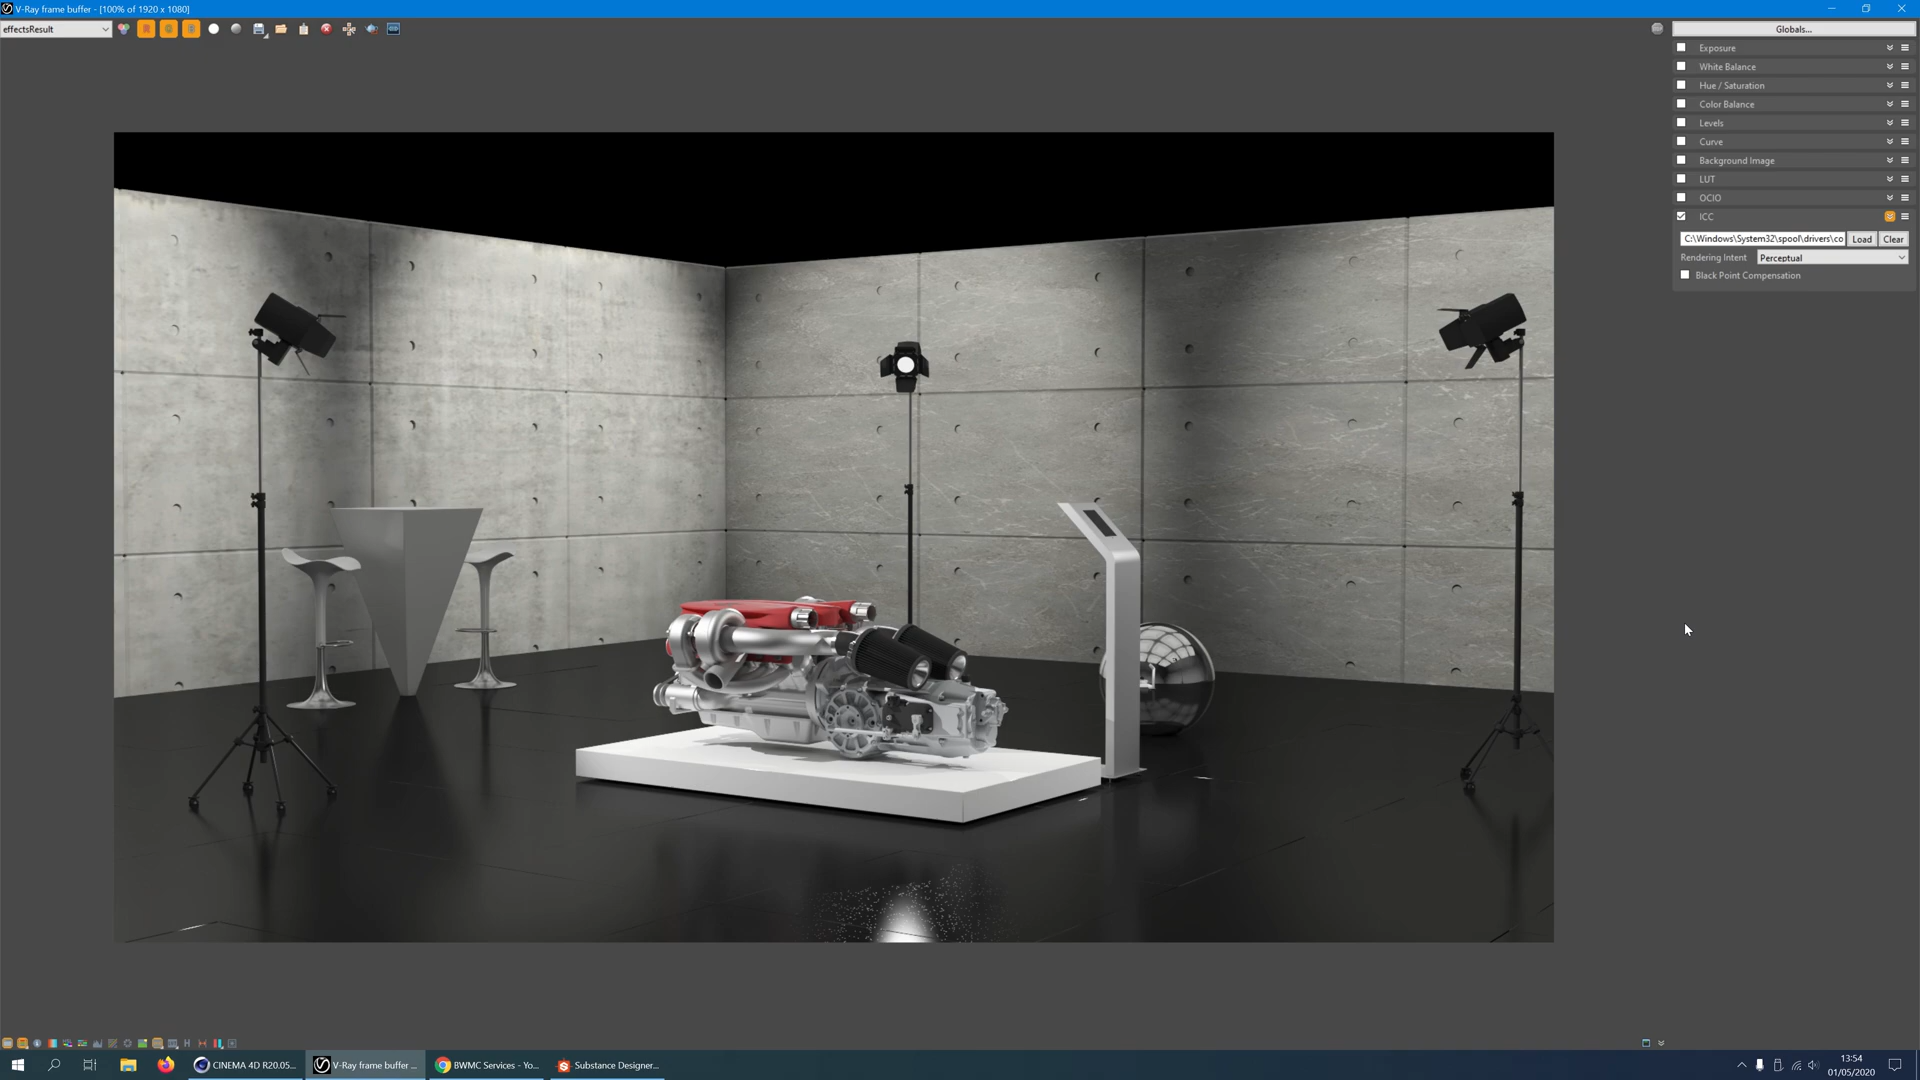 V-Ray frame buffer - [100% of 1920 x 1080]
effectsResult
Globals...
Exposure
White Balance
Hue / Saturation
Color Balance
Levels
Curve
Background Image
LUT
OCIO
ICC
C:\Windows\System32\spool\drivers\co
Load
Clear
Rendering Intent
Perceptual
Black Point Compensation
CINEMA 4D R20.05...
V-Ray frame buffer ...
BWMC Services - Yo...
Substance Designer...
13:54
01/05/2020